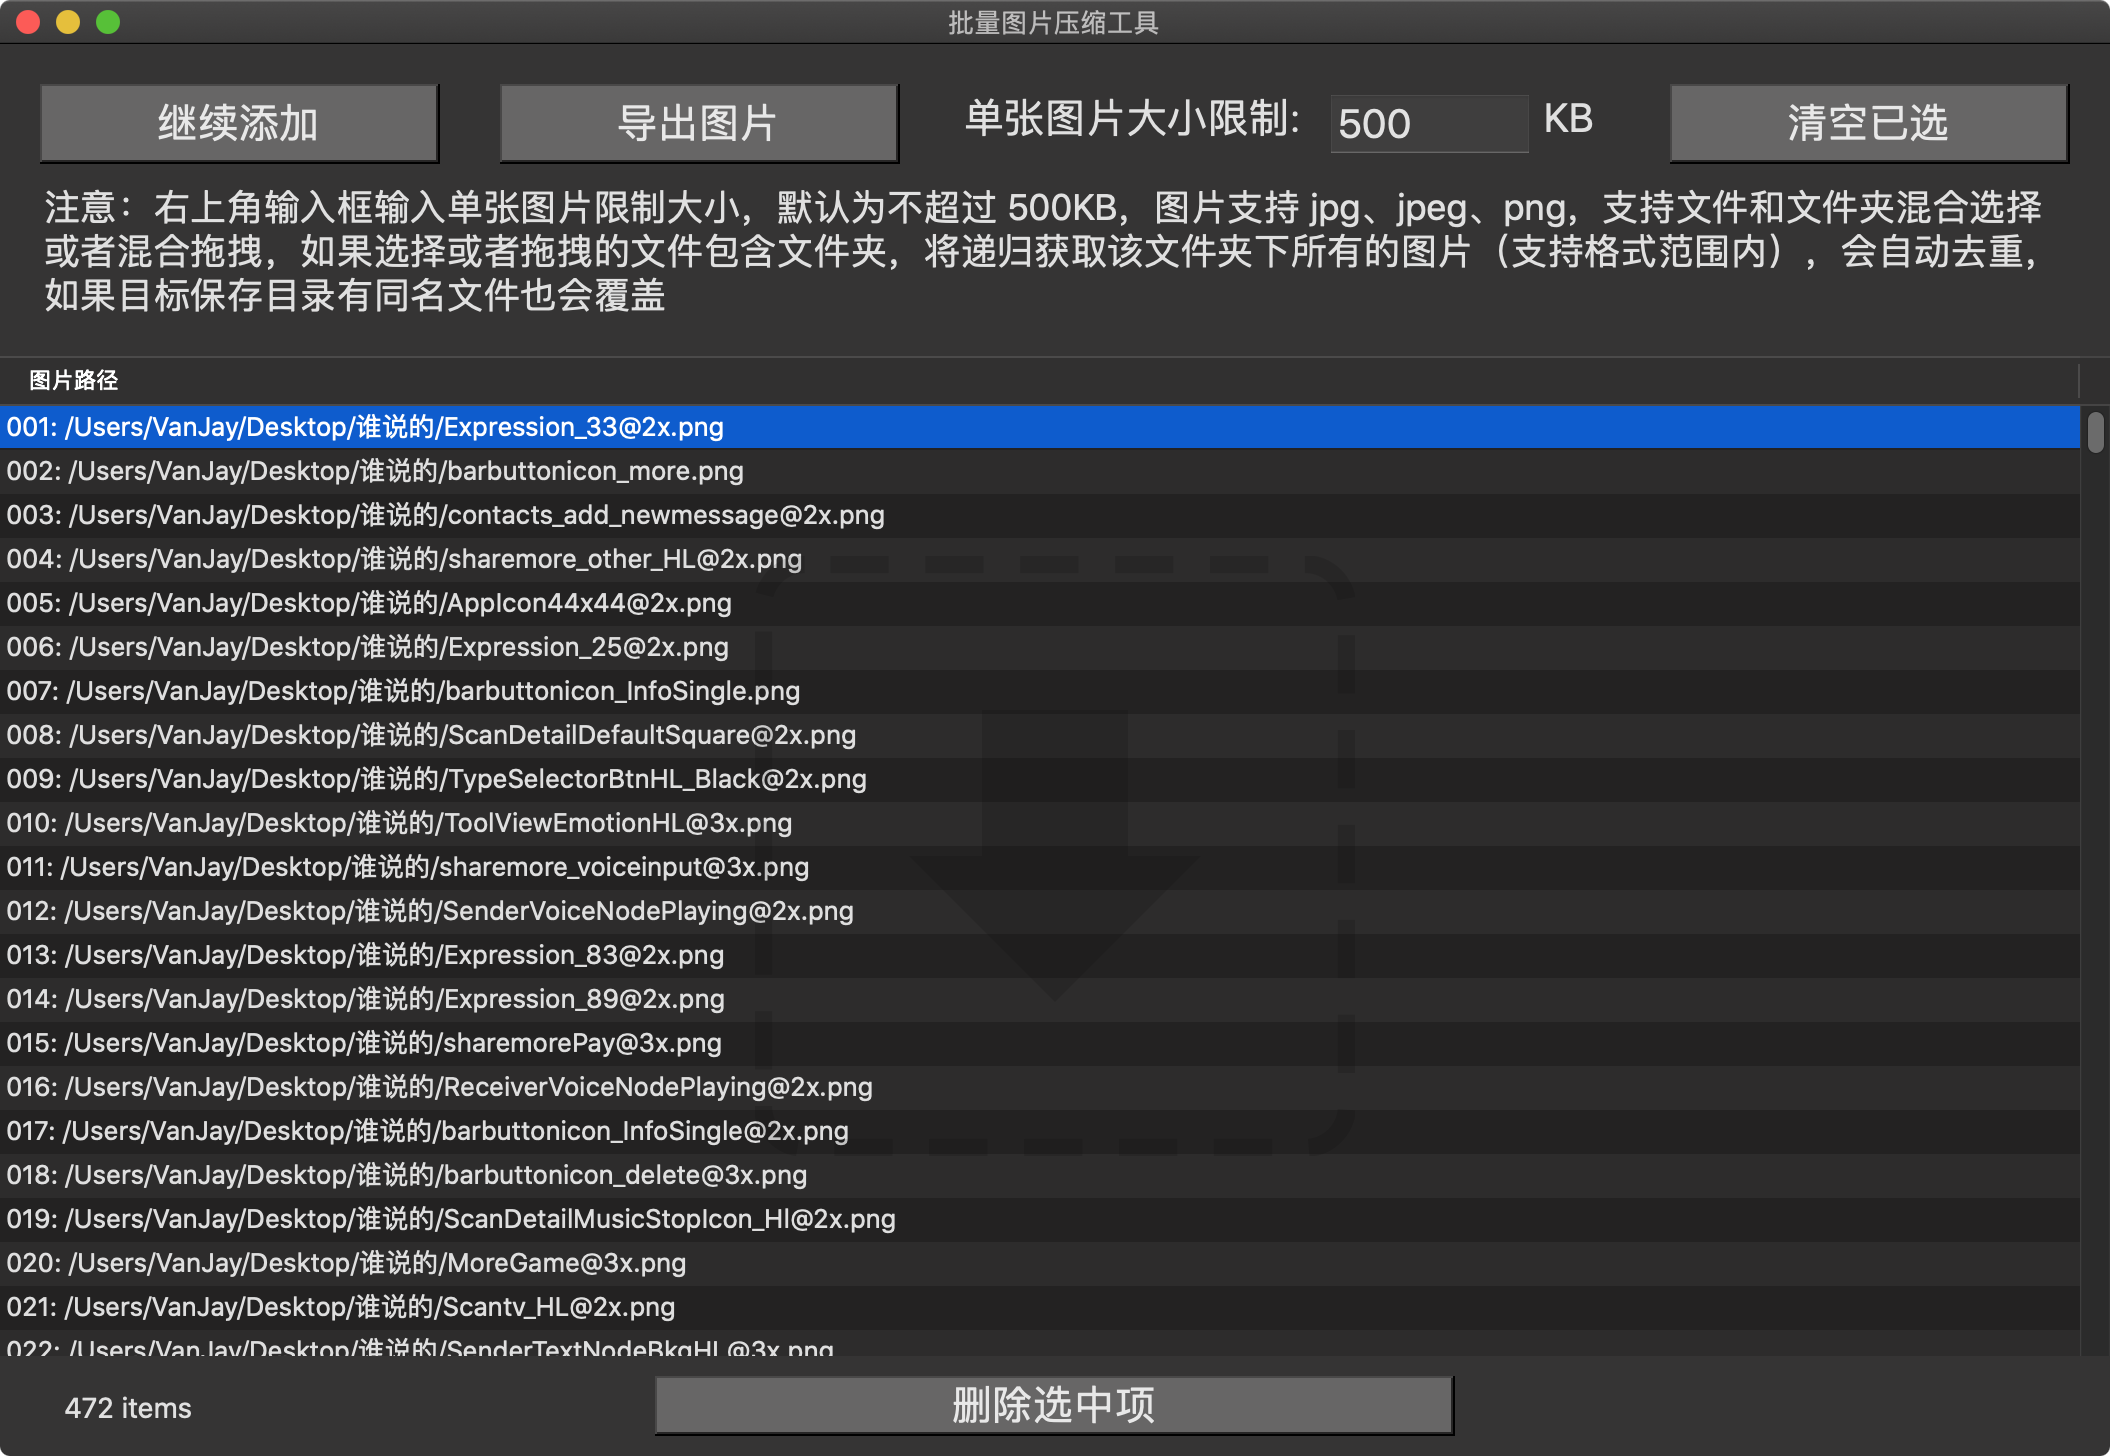 批量图片压缩工具
继续添加
导出图片
单张图片大小限制: 500 KB
清空已选
注意：右上角输入框输入单张图片限制大小，默认为不超过 500KB，图片支持 jpg、jpeg、png，支持文件和文件夹混合选择
或者混合拖拽，如果选择或者拖拽的文件包含文件夹，将递归获取该文件夹下所有的图片（支持格式范围内），会自动去重，
如果目标保存目录有同名文件也会覆盖
图片路径
001: /Users/VanJay/Desktop/谁说的/Expression_33@2x.png
002: /Users/VanJay/Desktop/谁说的/barbuttonicon_more.png
003: /Users/VanJay/Desktop/谁说的/contacts_add_newmessage@2x.png
004: /Users/VanJay/Desktop/谁说的/sharemore_other_HL@2x.png
005: /Users/VanJay/Desktop/谁说的/AppIcon44x44@2x.png
006: /Users/VanJay/Desktop/谁说的/Expression_25@2x.png
007: /Users/VanJay/Desktop/谁说的/barbuttonicon_InfoSingle.png
008: /Users/VanJay/Desktop/谁说的/ScanDetailDefaultSquare@2x.png
009: /Users/VanJay/Desktop/谁说的/TypeSelectorBtnHL_Black@2x.png
010: /Users/VanJay/Desktop/谁说的/ToolViewEmotionHL@3x.png
011: /Users/VanJay/Desktop/谁说的/sharemore_voiceinput@3x.png
012: /Users/VanJay/Desktop/谁说的/SenderVoiceNodePlaying@2x.png
013: /Users/VanJay/Desktop/谁说的/Expression_83@2x.png
014: /Users/VanJay/Desktop/谁说的/Expression_89@2x.png
015: /Users/VanJay/Desktop/谁说的/sharemorePay@3x.png
016: /Users/VanJay/Desktop/谁说的/ReceiverVoiceNodePlaying@2x.png
017: /Users/VanJay/Desktop/谁说的/barbuttonicon_InfoSingle@2x.png
018: /Users/VanJay/Desktop/谁说的/barbuttonicon_delete@3x.png
019: /Users/VanJay/Desktop/谁说的/ScanDetailMusicStopIcon_Hl@2x.png
020: /Users/VanJay/Desktop/谁说的/MoreGame@3x.png
021: /Users/VanJay/Desktop/谁说的/Scantv_HL@2x.png
022: /Users/VanJay/Desktop/谁说的/SenderTextNodeBkgHL@3x.png
472 items
删除选中项